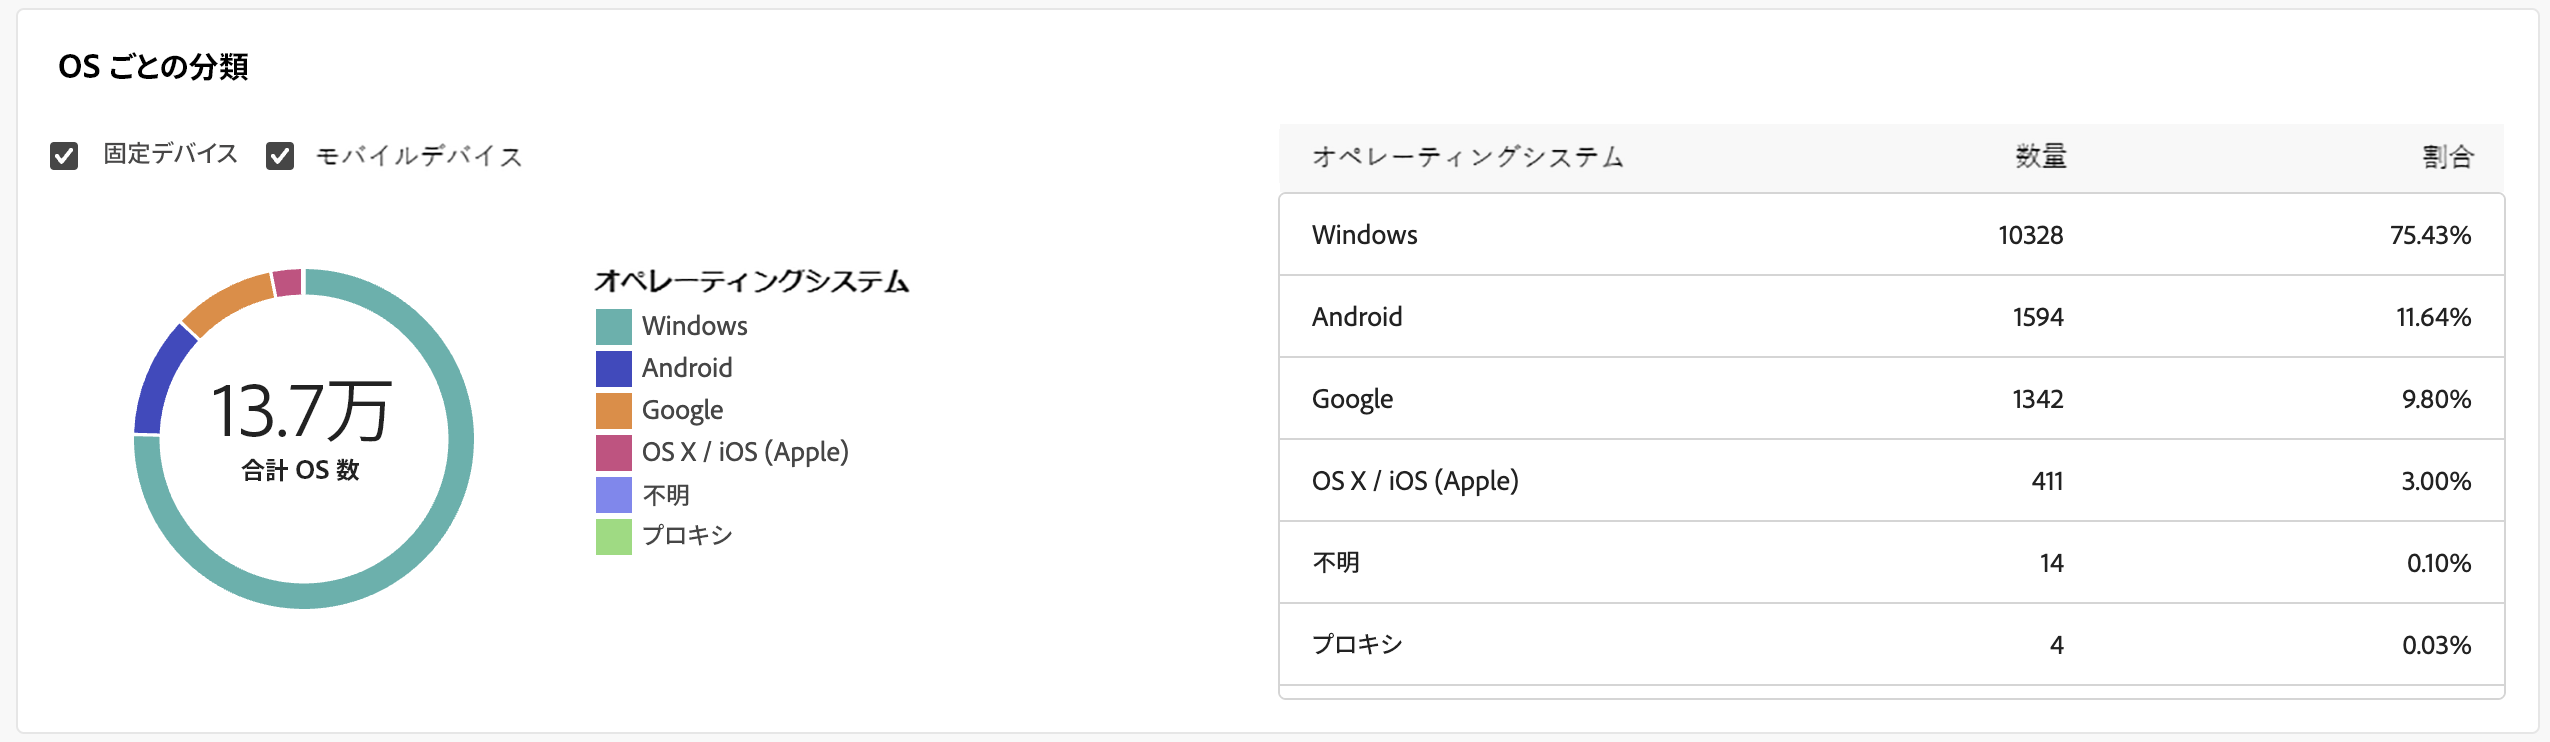 OS ごとの分類
固定デバイス モバイルデバイス
13.7万
合計 OS 数
オペレーティングシステム
Windows
Android
Google
OS X / iOS (Apple)
不明
プロキシ
オペレーティングシステム 数量 割合
Windows 10328 75.43%
Android 1594 11.64%
Google 1342 9.80%
OS X / iOS (Apple) 411 3.00%
不明 14 0.10%
プロキシ 4 0.03%